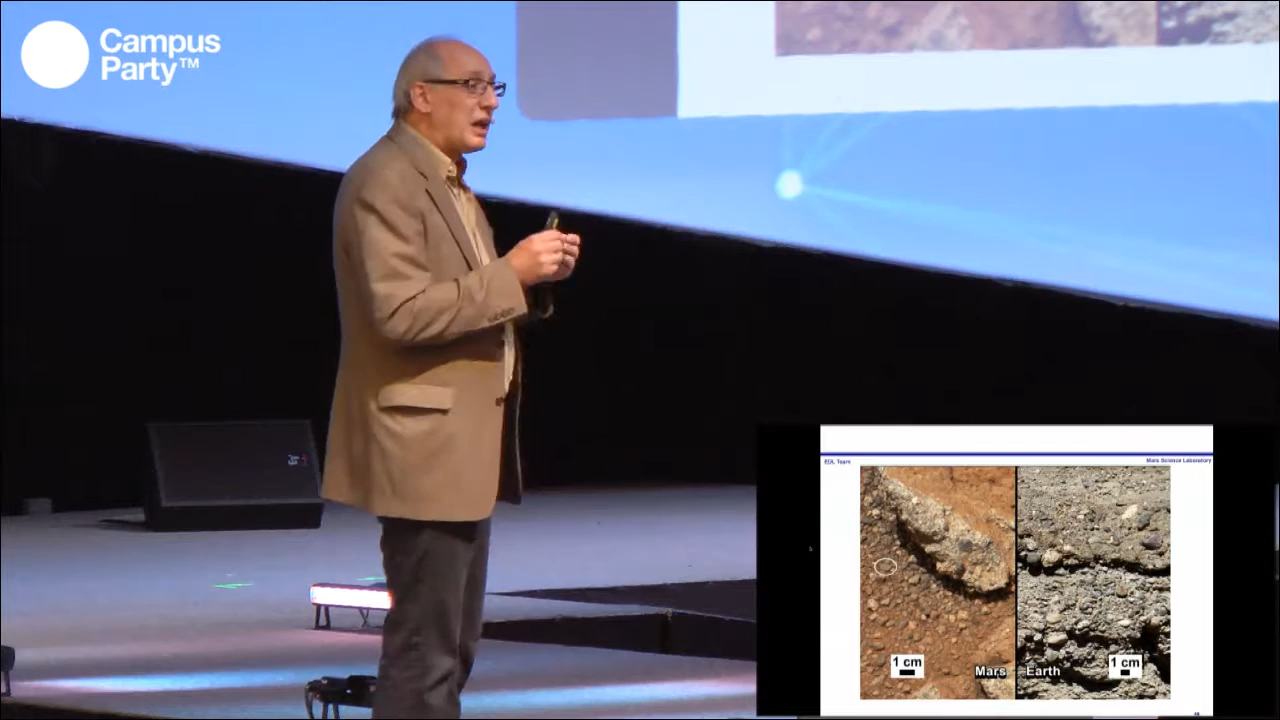 Campus
Party™
EDL Team
Mars Science Laboratory
1 cm
Mars
Earth
1 cm